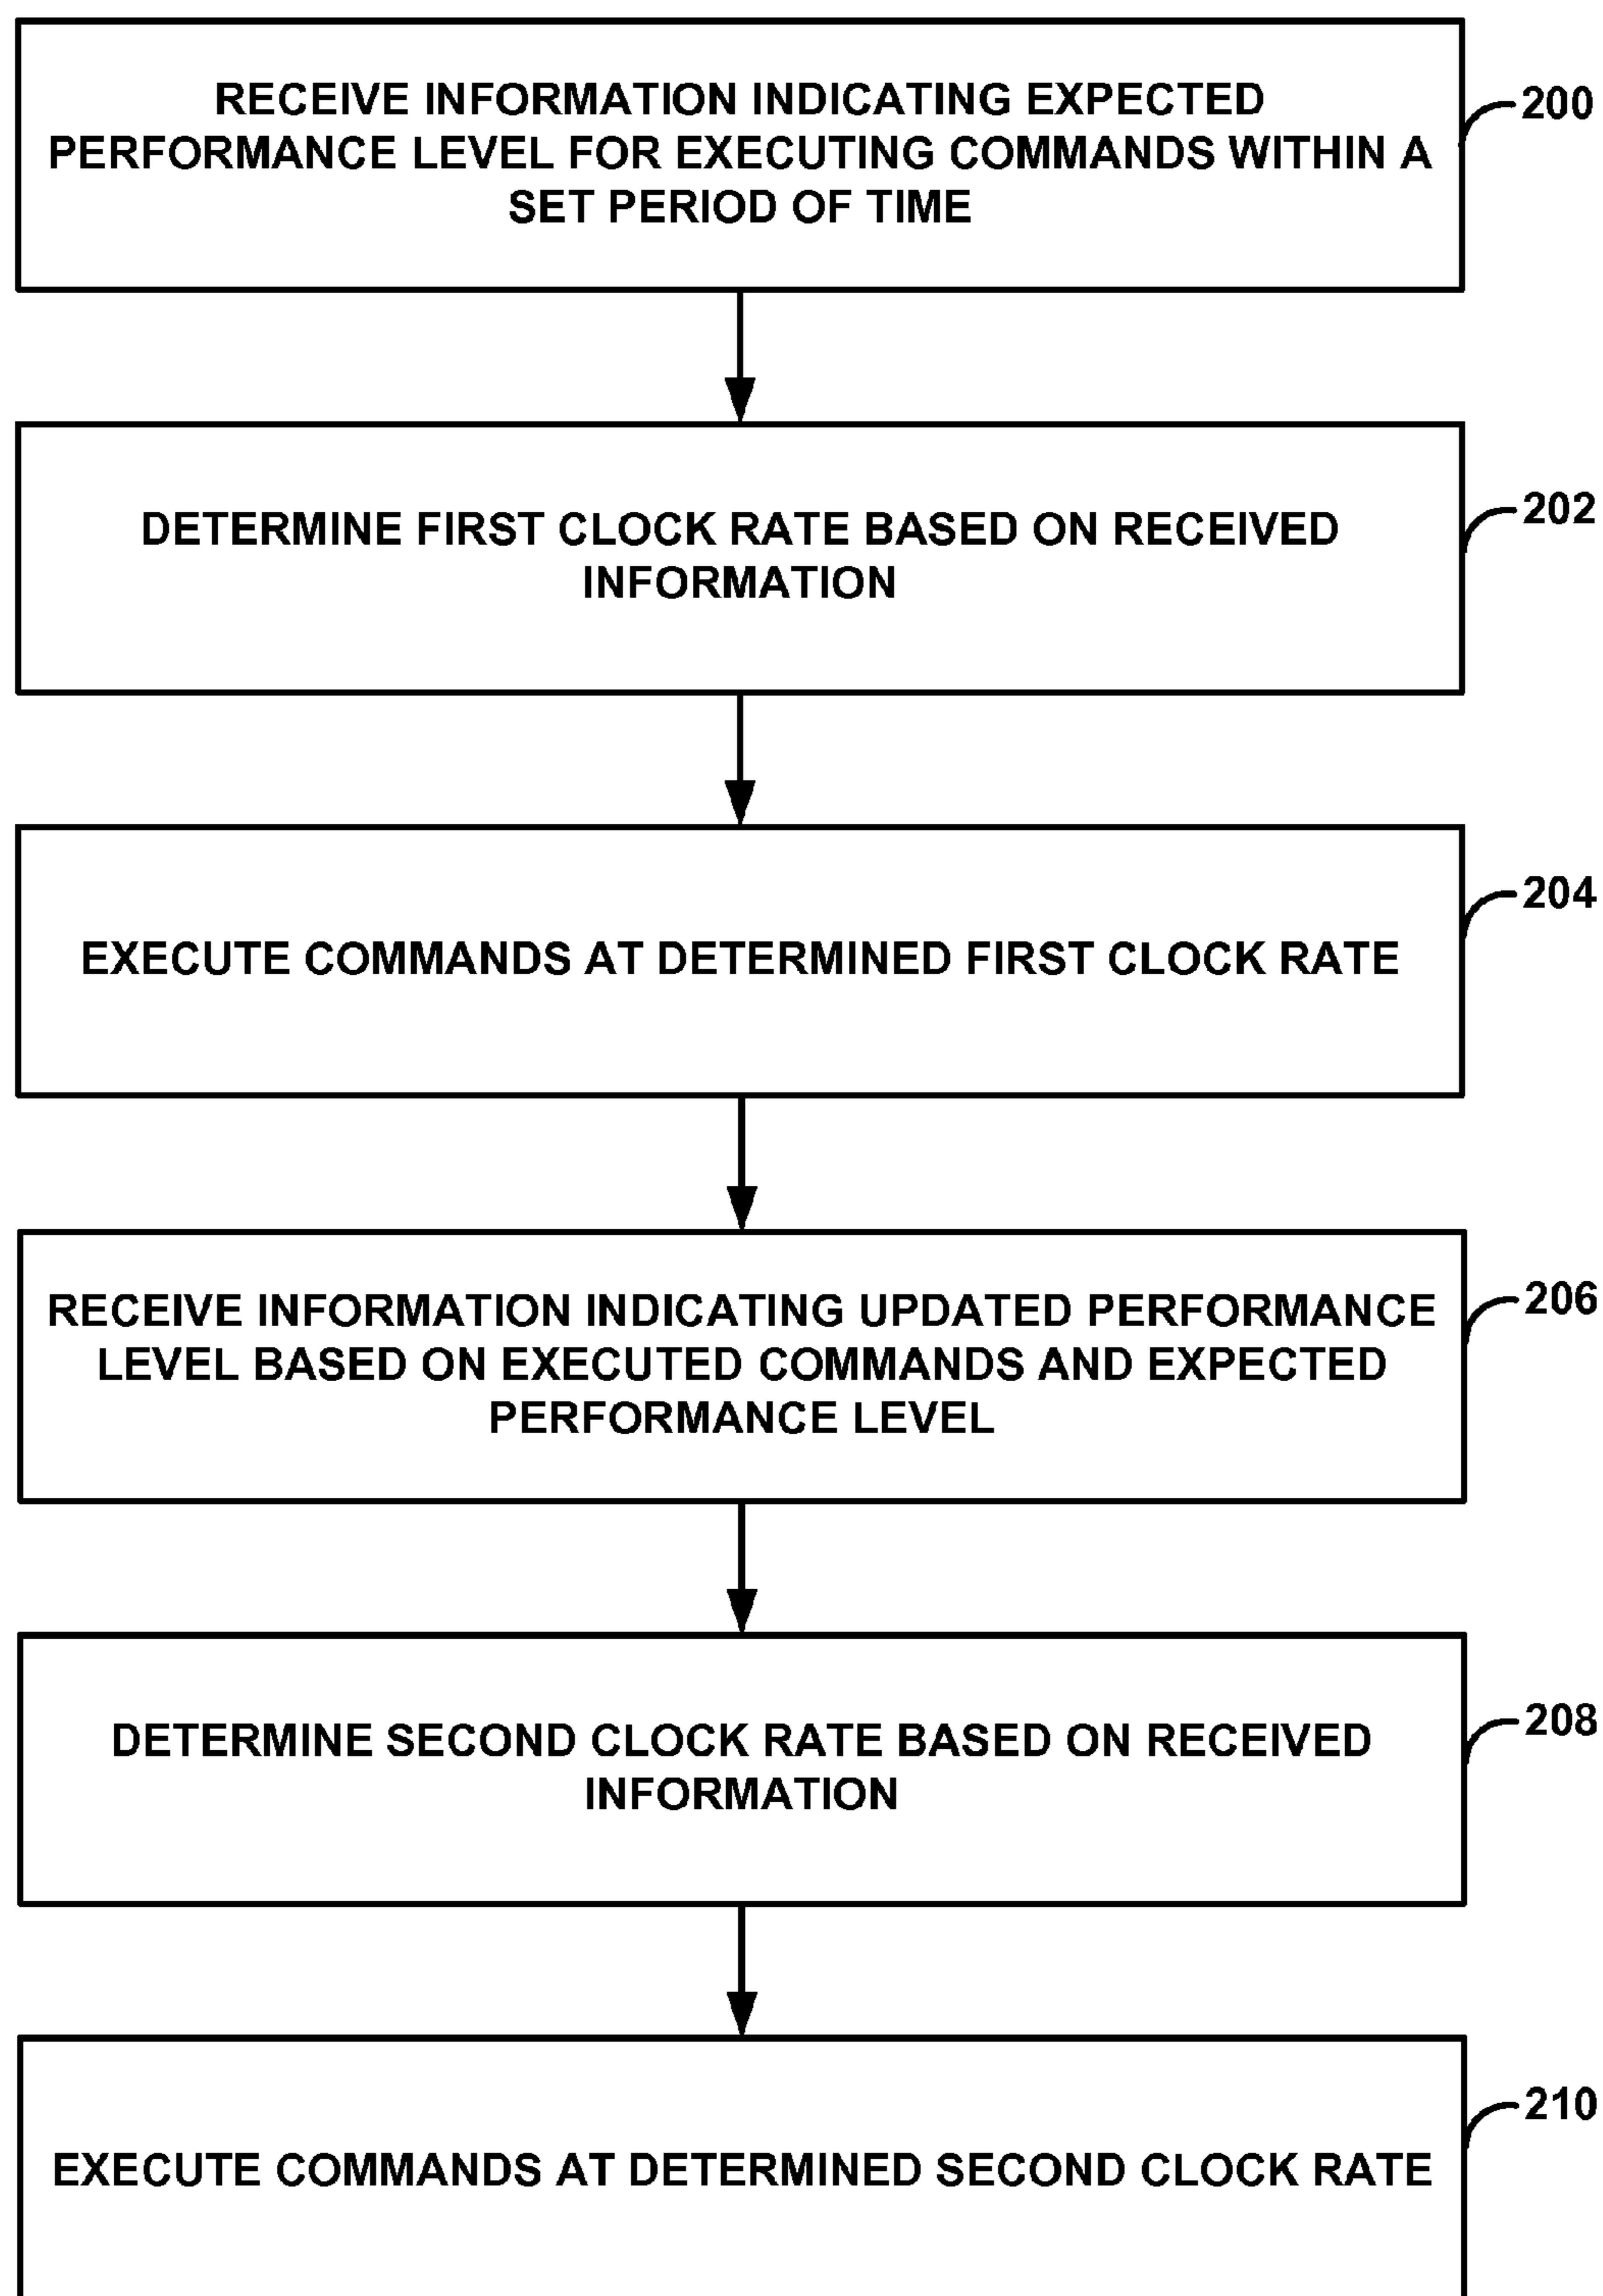 RECEIVE INFORMATION INDICATING EXPECTED
PERFORMANCE LEVEL FOR EXECUTING COMMANDS WITHIN A
SET PERIOD OF TIME
200
DETERMINE FIRST CLOCK RATE BASED ON RECEIVED
INFORMATION
202
EXECUTE COMMANDS AT DETERMINED FIRST CLOCK RATE
204
RECEIVE INFORMATION INDICATING UPDATED PERFORMANCE
LEVEL BASED ON EXECUTED COMMANDS AND EXPECTED
PERFORMANCE LEVEL
206
DETERMINE SECOND CLOCK RATE BASED ON RECEIVED
INFORMATION
208
EXECUTE COMMANDS AT DETERMINED SECOND CLOCK RATE
210